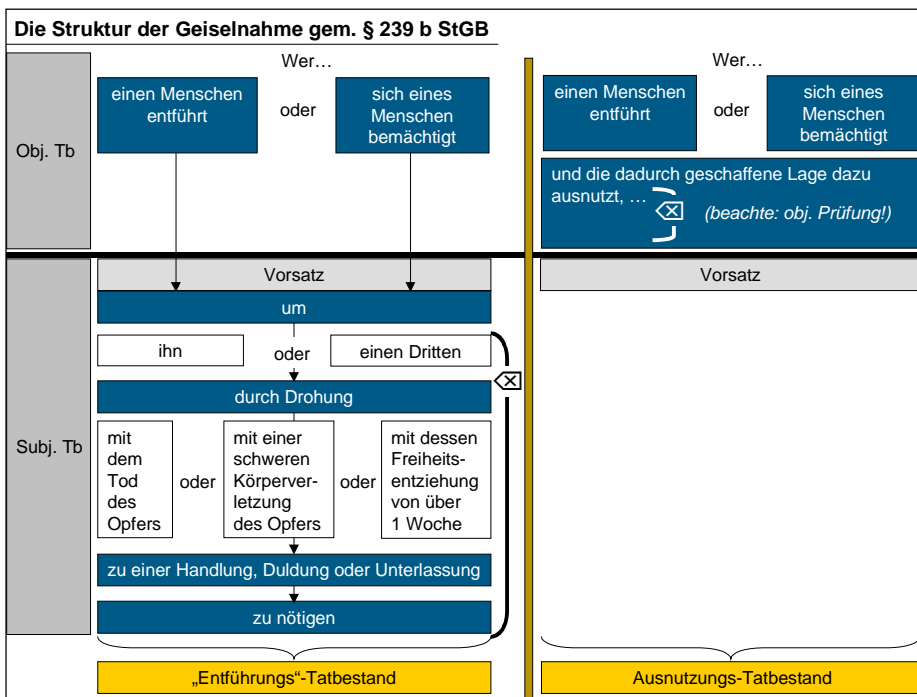 Die Struktur der Geiselnahme gem. § 239 b StGB
Obj. Tb
Wer…
einen Menschen
entführt
oder
sich eines
Menschen
bemächtigt
Wer…
einen Menschen
entführt
oder
sich eines
Menschen
bemächtigt
und die dadurch geschaffene Lage dazu
ausnutzt, …
(beachte: obj. Prüfung!)
Subj. Tb
Vorsatz
um
ihn
oder
einen Dritten
durch Drohung
mit
dem
Tod
des
Opfers
oder
mit einer
schweren
Körperver-
letzung
des Opfers
oder
mit dessen
Freiheits-
entziehung
von über
1 Woche
zu einer Handlung, Duldung oder Unterlassung
zu nötigen
„Entführungs“-Tatbestand
Vorsatz
Ausnutzungs-Tatbestand